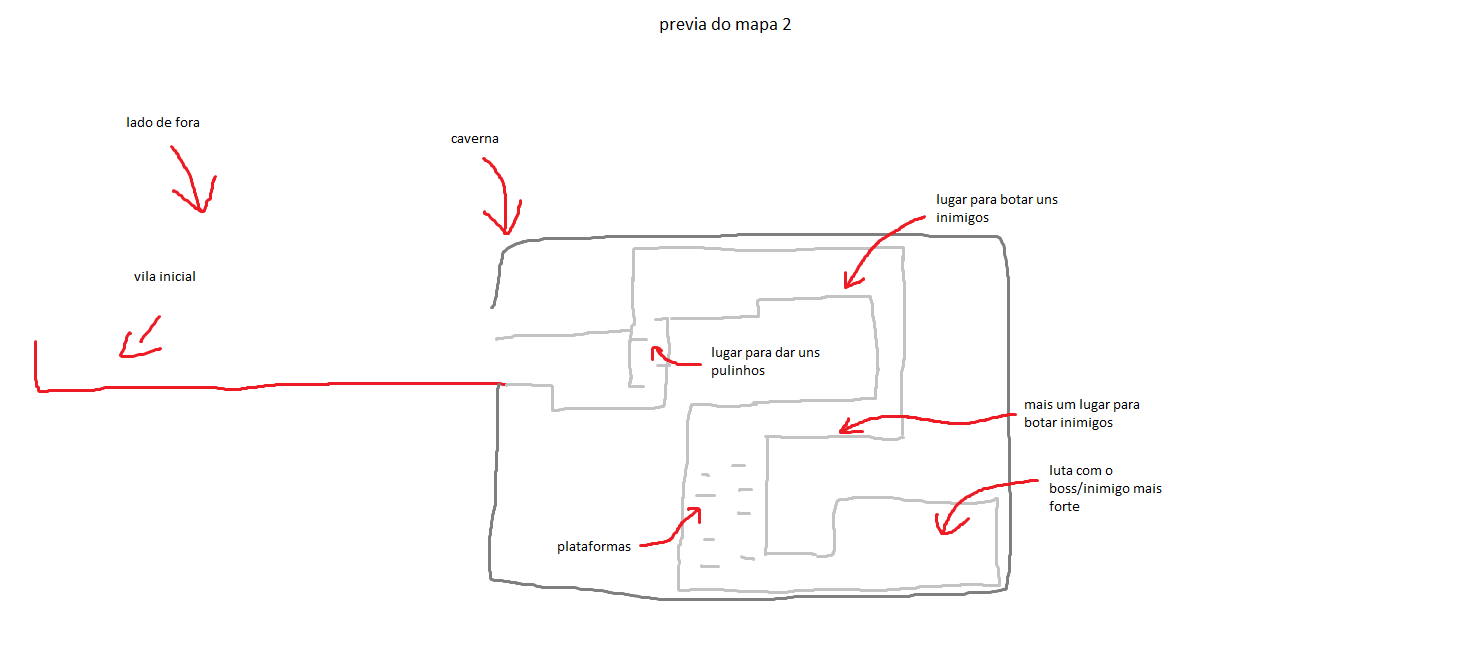 previa do mapa 2
lado de fora
caverna
lugar para botar uns
inimigos
vila inicial
lugar para dar uns
pulinhos
mais um lugar para
botar inimigos
luta com o
boss/inimigo mais
forte
plataformas